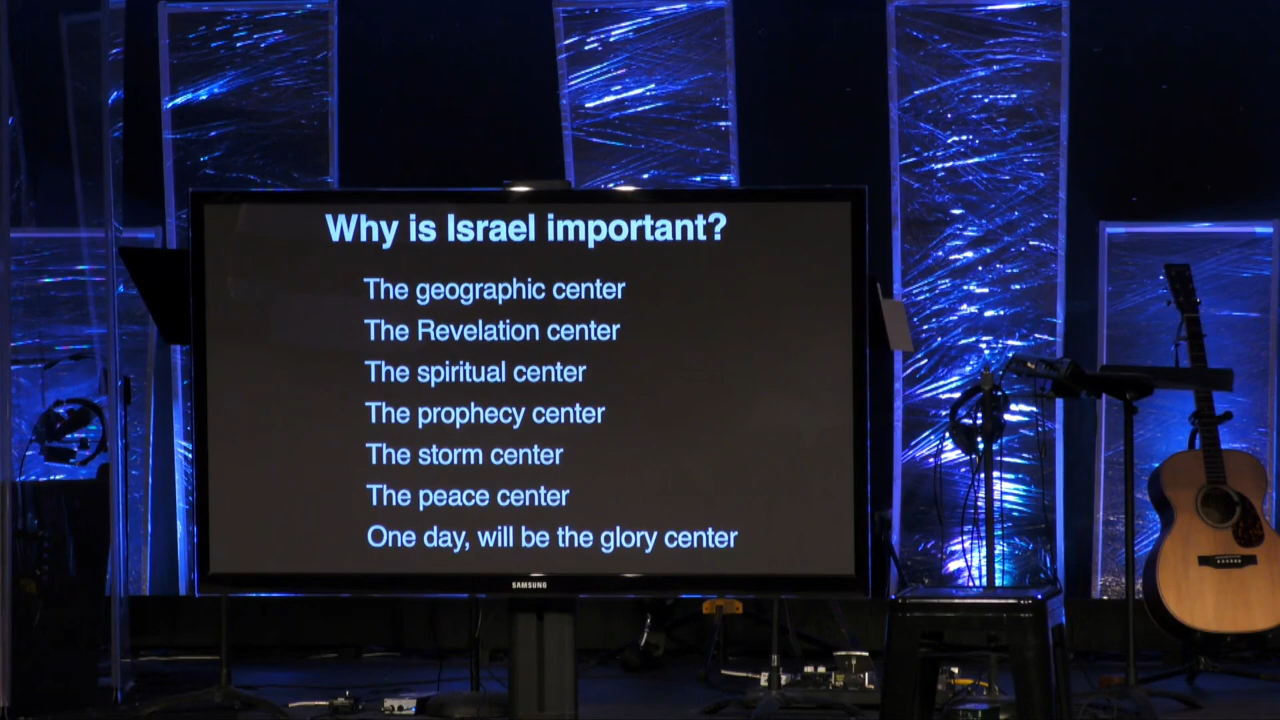 Why is Israel important?
The geographic center
The Revelation center
The spiritual center
The prophecy center
The storm center
The peace center
One day, will be the glory center
SAMSUNG